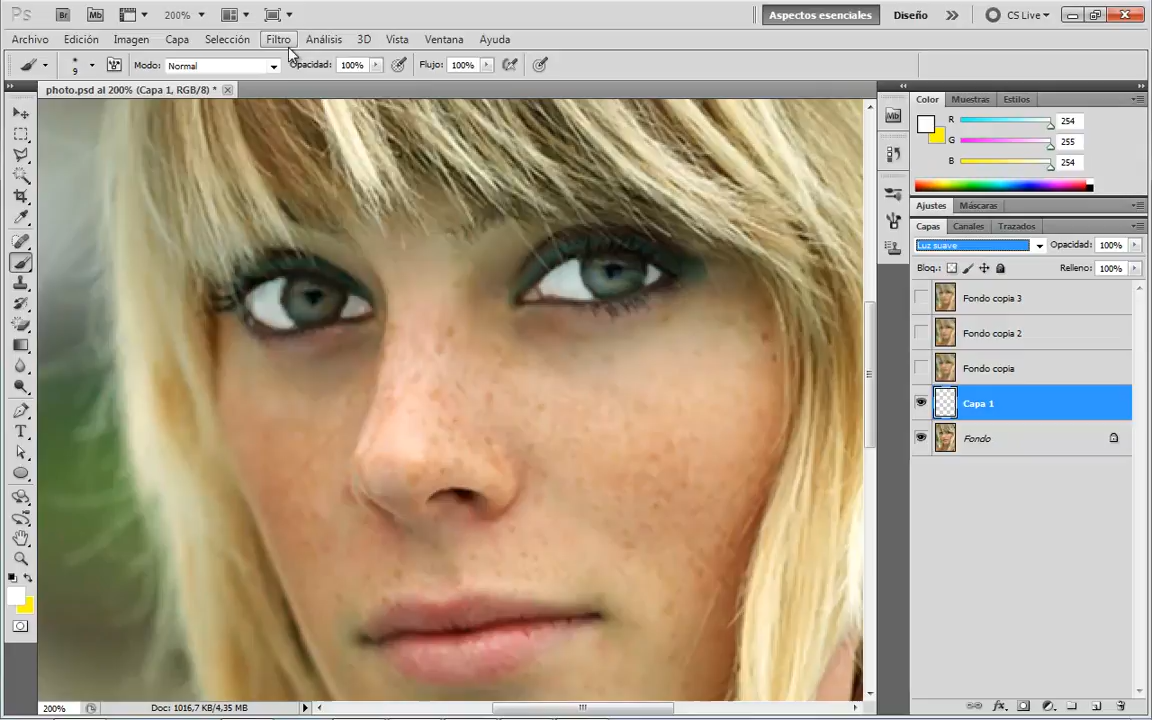 Ps Br Mb 200% Aspectos esenciales Diseño CS Live
Archivo Edición Imagen Capa Selección Filtro Análisis 3D Vista Ventana Ayuda
9 Modo: Normal Opacidad: 100% Flujo: 100%
photo.psd al 200% (Capa 1, RGB/8) *
Color Muestras Estilos
Mb
R 254
G 255
B 254
Ajustes Máscaras
Capas Canales Trazados
Luz suave Opacidad: 100%
Bloq.: Relleno: 100%
Fondo copia 3
Fondo copia 2
Fondo copia
Capa 1
Fondo
T
200% Doc: 1016,7 KB/4,35 MB
fx